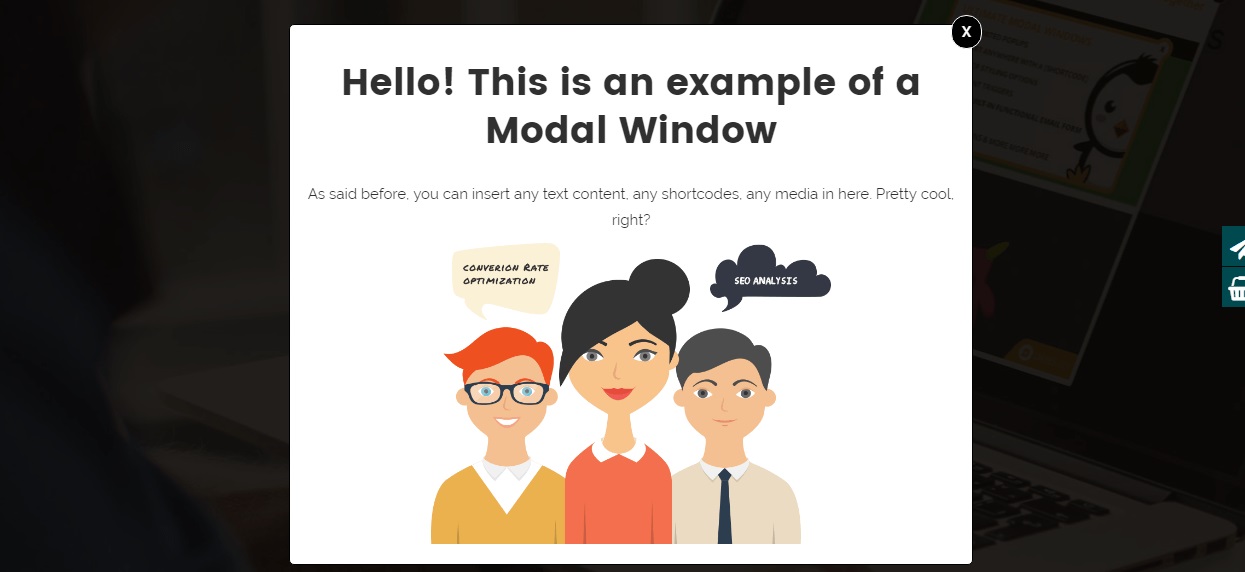 X
Hello! This is an example of a
Modal Window
As said before, you can insert any text content, any shortcodes, any media in here. Pretty cool,
right?
CONVERION RATE
OPTIMIZATION
SEO ANALYSIS